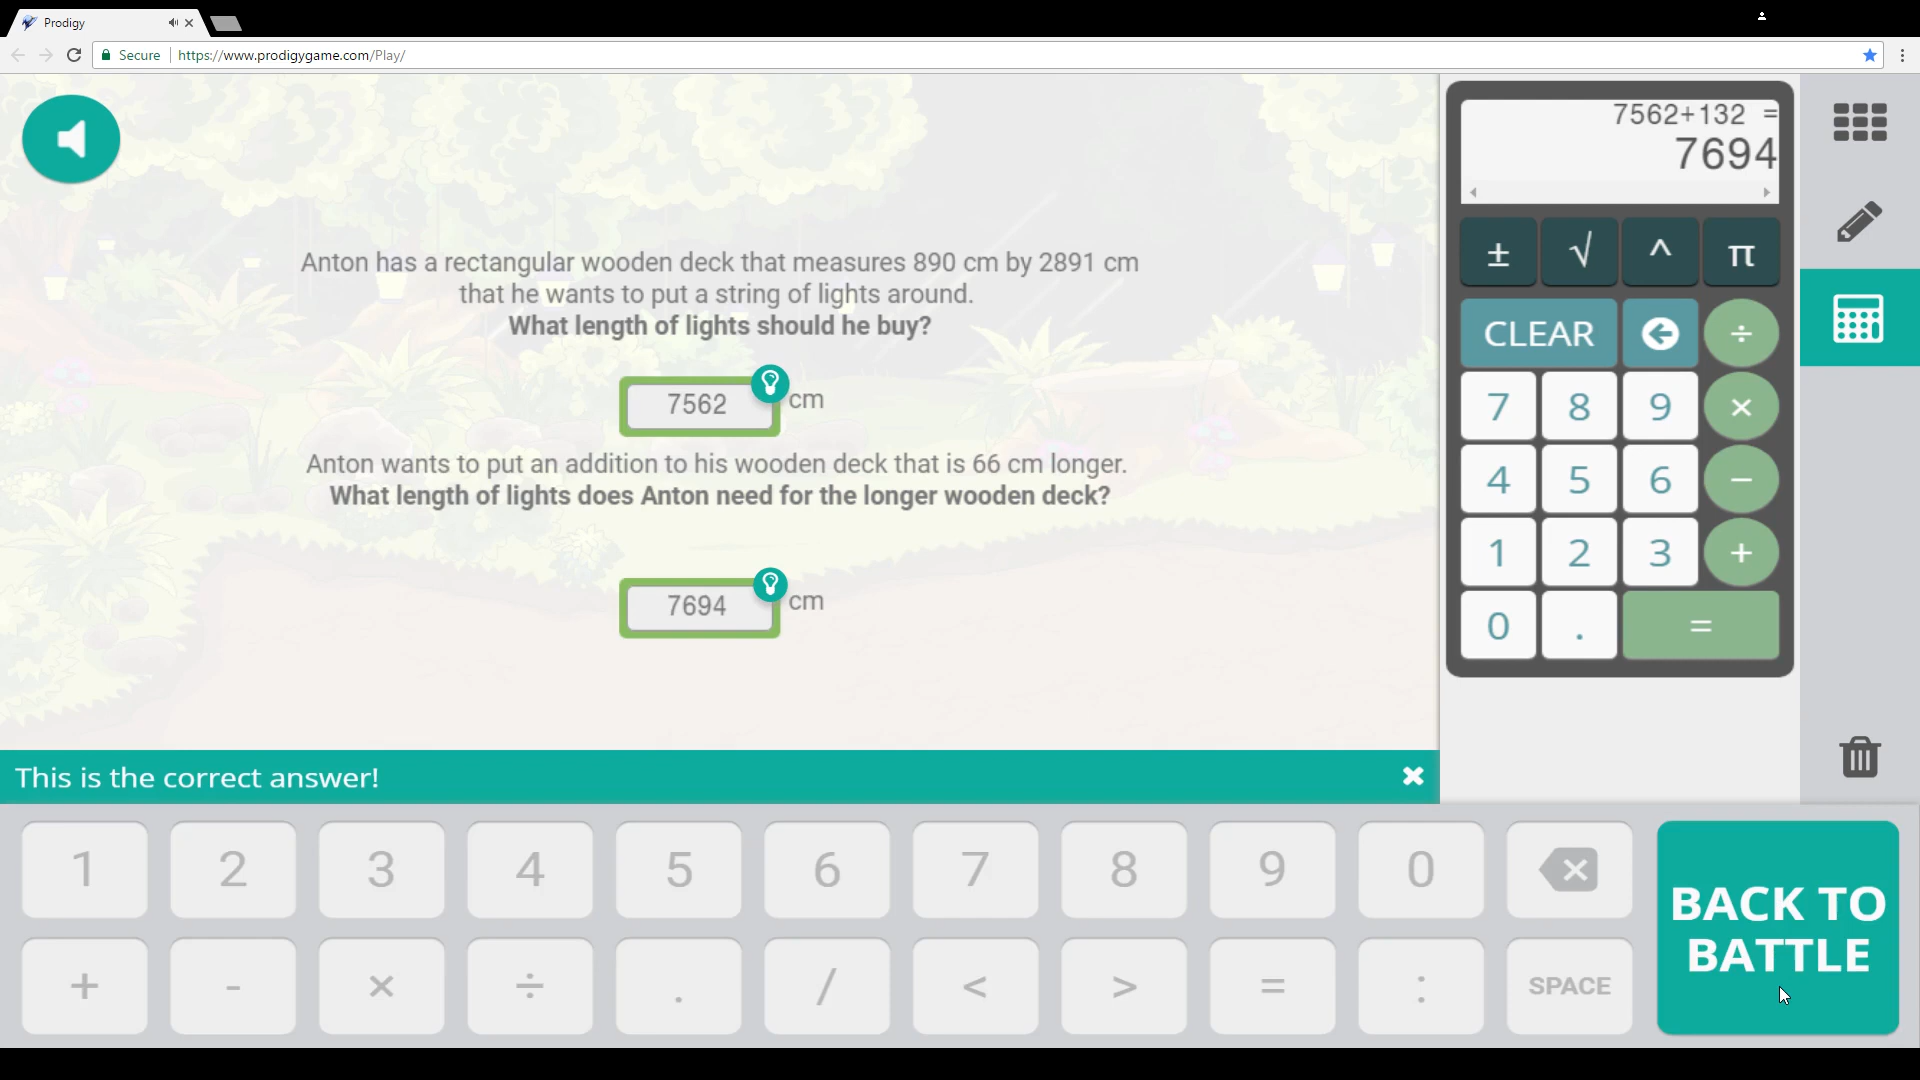 Prodigy
Secure https://www.prodigygame.com/Play/
7562+132 =
7694
Anton has a rectangular wooden deck that measures 890 cm by 2891 cm
that he wants to put a string of lights around.
What length of lights should he buy?
7562 cm
Anton wants to put an addition to his wooden deck that is 66 cm longer.
What length of lights does Anton need for the longer wooden deck?
7694 cm
± √ ^ π
CLEAR ÷
7 8 9 ×
4 5 6 −
1 2 3 +
0 . =
This is the correct answer!
1 2 3 4 5 6 7 8 9 0
+ - × ÷ . / < > = : SPACE
BACK TO
BATTLE